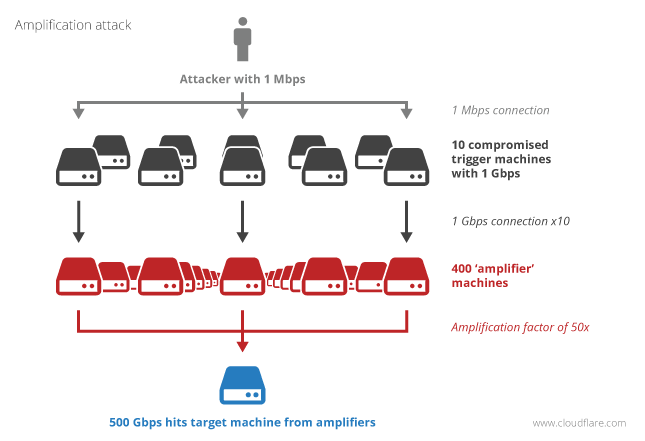 Amplification attack
Attacker with 1 Mbps
1 Mbps connection
10 compromised
trigger machines
with 1 Gbps
1 Gbps connection x10
400 ‘amplifier’
machines
Amplification factor of 50x
500 Gbps hits target machine from amplifiers
www.cloudflare.com